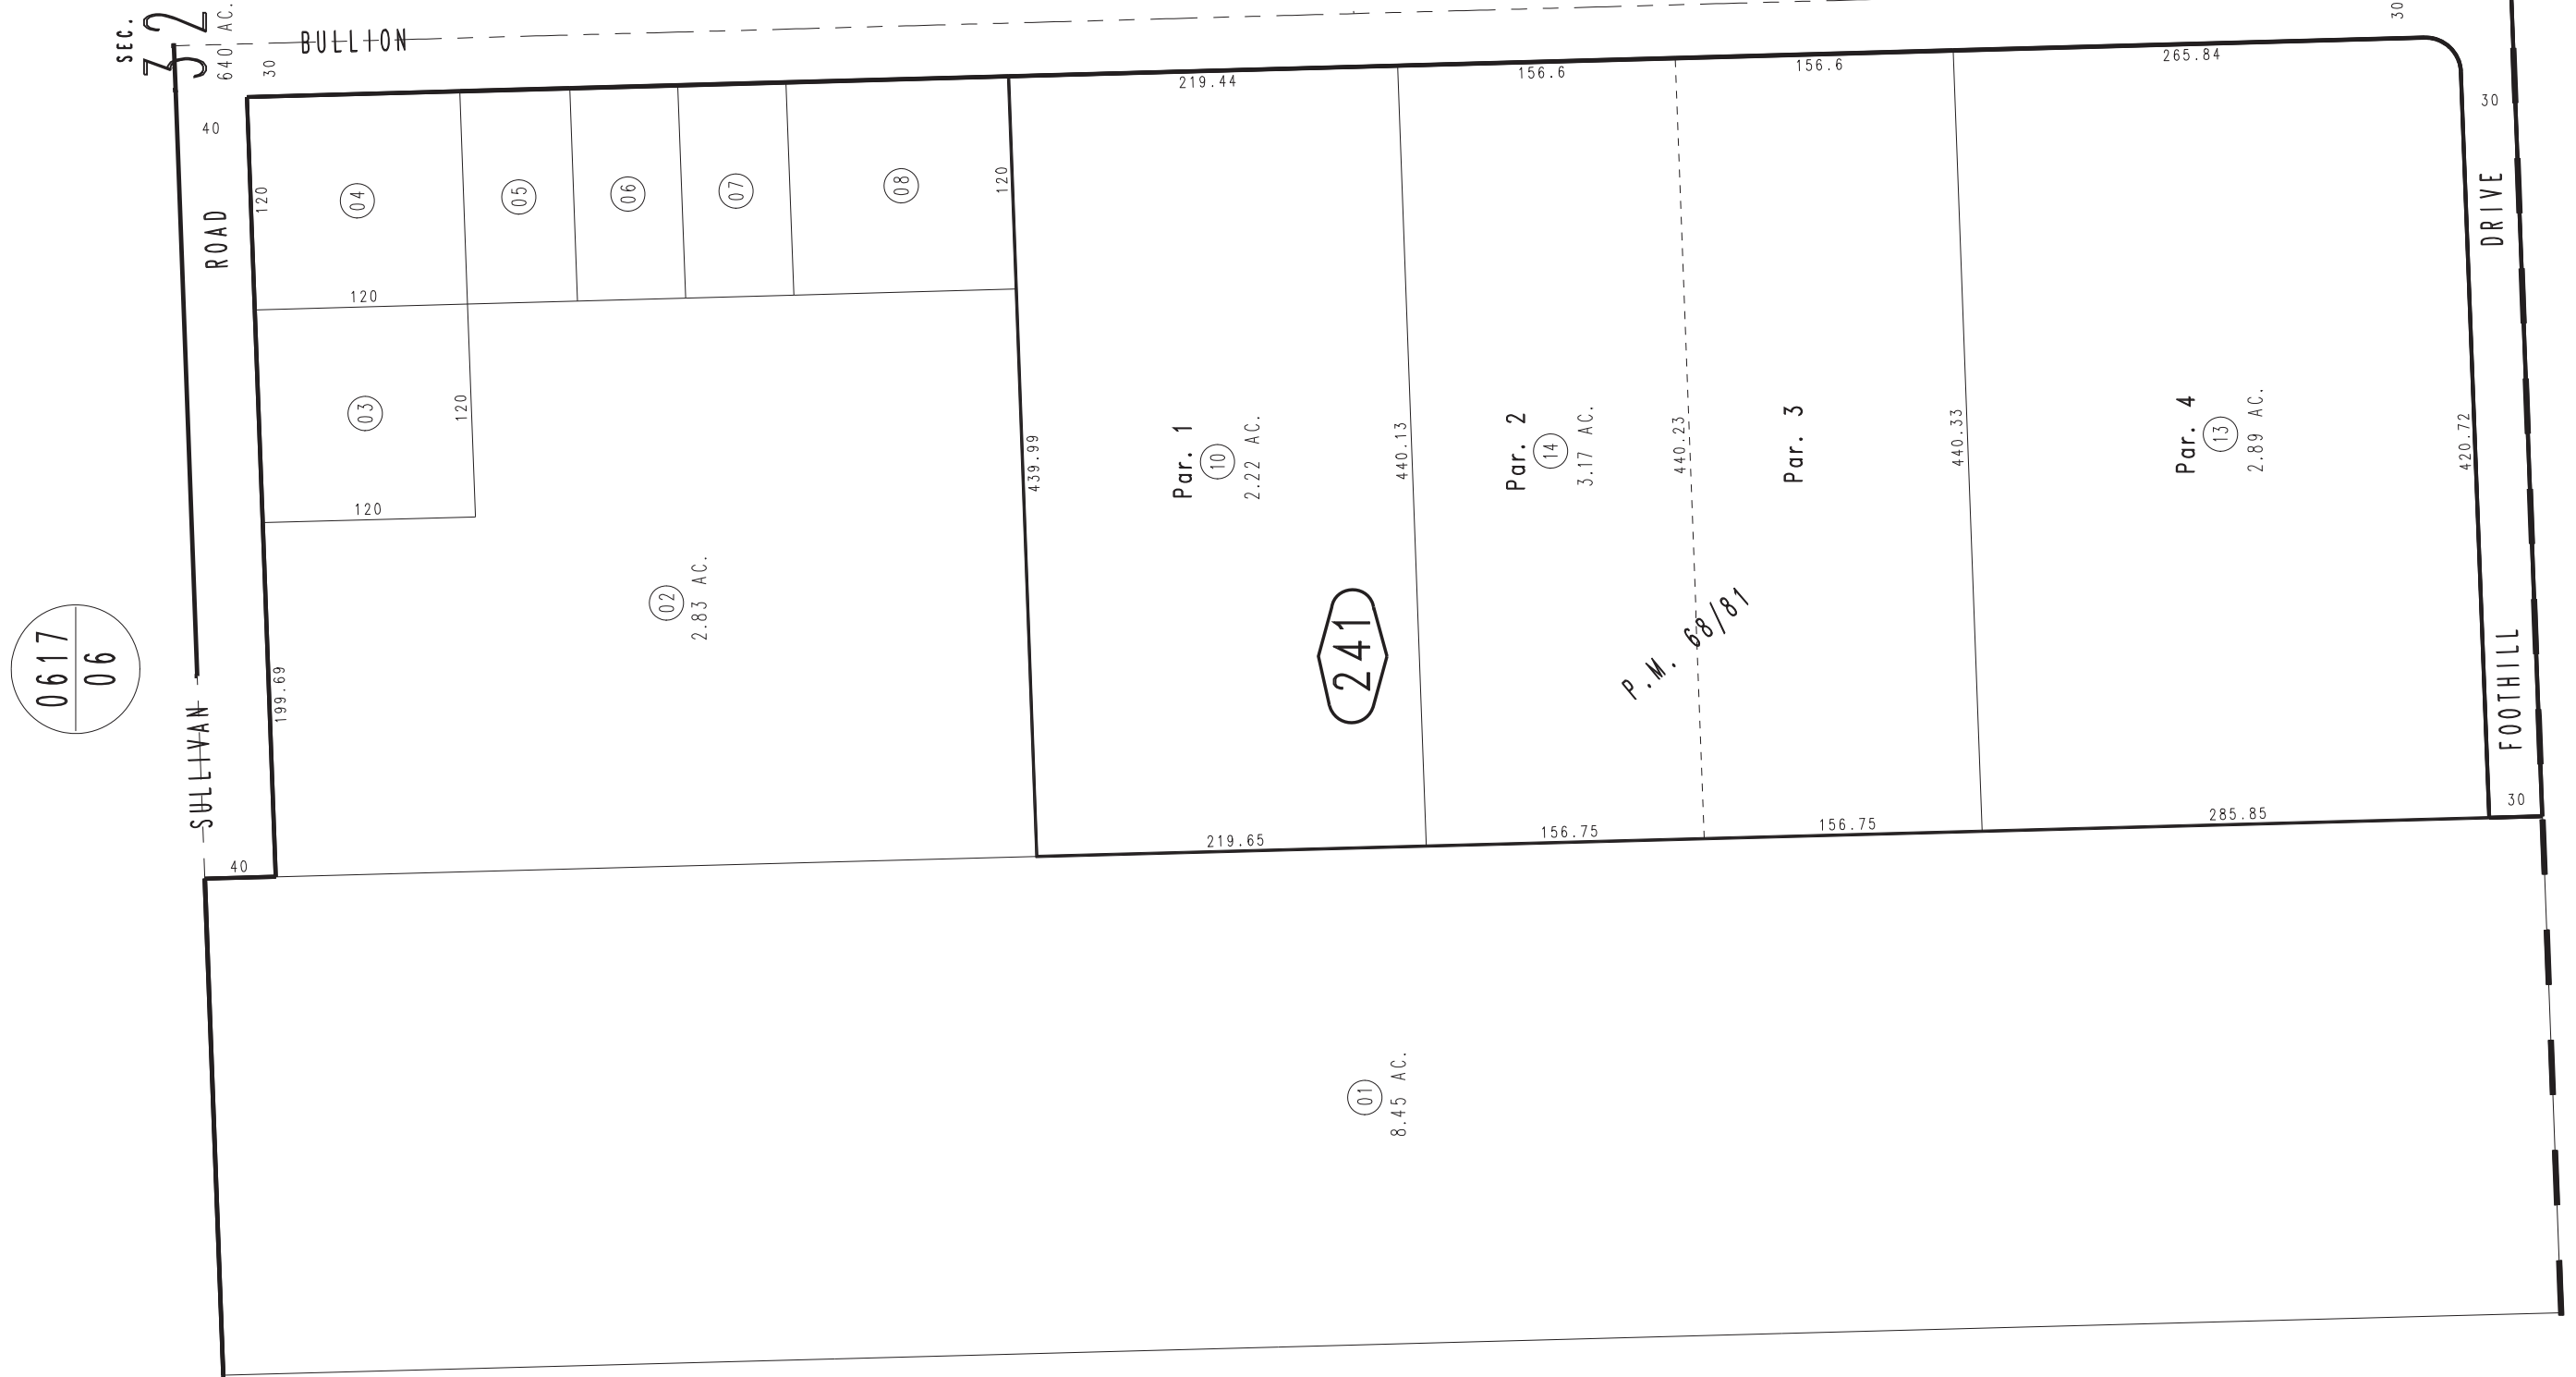 SEC.
32
640 AC.
30
BULLION
30
219.44
156.6
156.6
265.84
40
30
ROAD
120
04
05
06
07
08
120
DRIVE
120
03
120
120
439.99
Par. 1
10
2.22 AC.
440.13
Par. 2
14
3.17 AC.
440.23
Par. 3
440.33
Par. 4
13
2.89 AC.
420.72
02
2.83 AC.
0617
06
241
P.M. 68/81
199.69
SULLIVAN
FOOTHILL
40
219.65
156.75
156.75
285.85
30
01
8.45 AC.